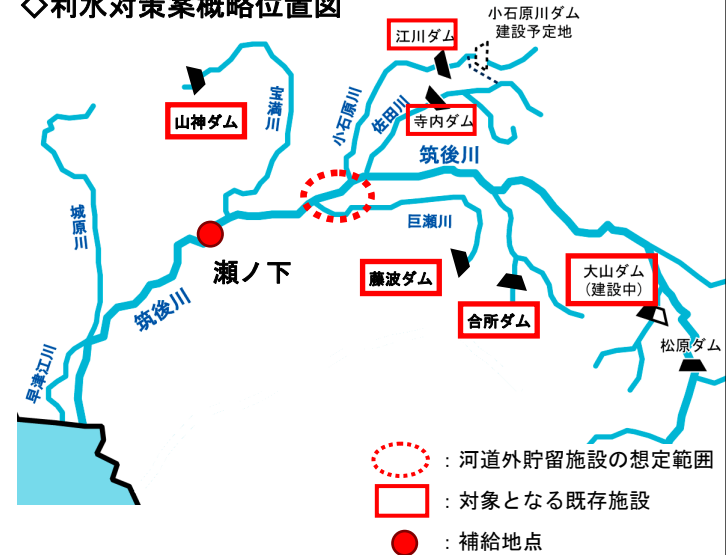 ◇利水対策案概略位置図
小石原川ダム
建設予定地
江川ダム
宝満川
山神ダム
小石原川
佐田川
寺内ダム
筑後川
城原川
巨瀬川
瀬ノ下
藤波ダム
合所ダム
大山ダム
（建設中）
筑後川
松原ダム
早津江川
：河道外貯留施設の想定範囲
：対象となる既存施設
：補給地点